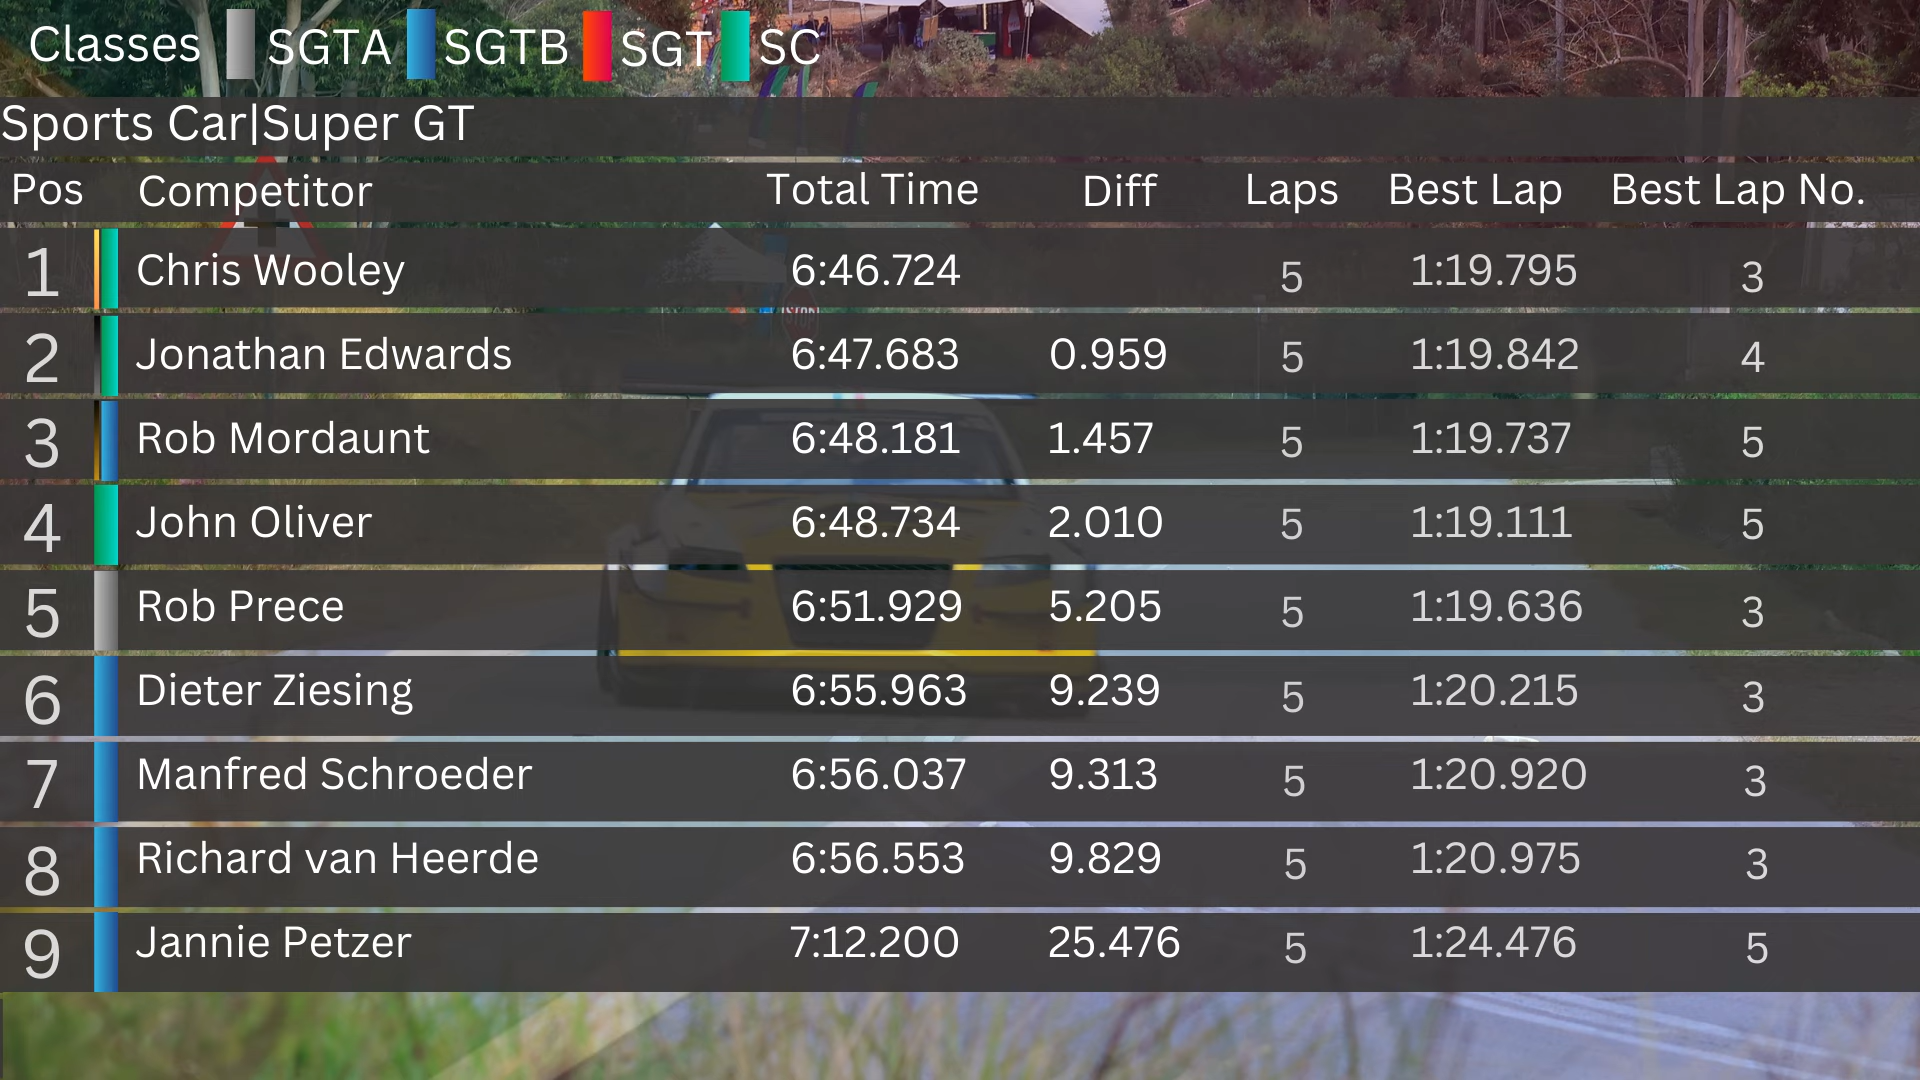 Classes SGTA SGTB SGT SC
Sports Car|Super GT
Pos Competitor Total Time Diff Laps Best Lap Best Lap No.
1 Chris Wooley 6:46.724 5 1:19.795 3
2 Jonathan Edwards 6:47.683 0.959 5 1:19.842 4
3 Rob Mordaunt 6:48.181 1.457 5 1:19.737 5
4 John Oliver 6:48.734 2.010 5 1:19.111 5
5 Rob Prece 6:51.929 5.205 5 1:19.636 3
6 Dieter Ziesing 6:55.963 9.239 5 1:20.215 3
7 Manfred Schroeder 6:56.037 9.313 5 1:20.920 3
8 Richard van Heerde 6:56.553 9.829 5 1:20.975 3
9 Jannie Petzer 7:12.200 25.476 5 1:24.476 5
STOP